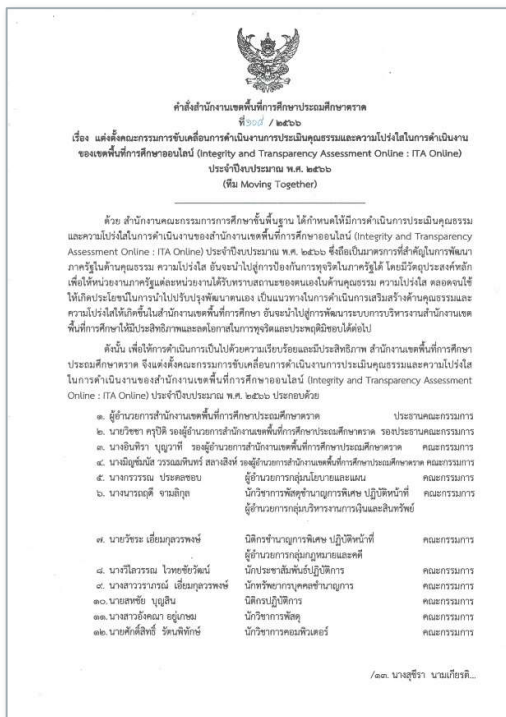 คำสั่งสำนักงานเขตพื้นที่การศึกษาประถมศึกษาตราด
ที่ / ๒๕๖๖
เรื่อง แต่งตั้งคณะกรรมการขับเคลื่อนการดำเนินงานการประเมินคุณธรรมและความโปร่งใสในการดำเนินงาน
ของเขตพื้นที่การศึกษาออนไลน์ (Integrity and Transparency Assessment Online : ITA Online)
ประจำปีงบประมาณ พ.ศ. ๒๕๖๖
(ทีม Moving Together)
ด้วย สำนักงานคณะกรรมการการศึกษาขั้นพื้นฐาน ได้กำหนดให้มีการดำเนินการประเมินคุณธรรม
และความโปร่งใสในการดำเนินงานของสำนักงานเขตพื้นที่การศึกษาออนไลน์ (Integrity and Transparency
Assessment Online : ITA Online) ประจำปีงบประมาณ พ.ศ. ๒๕๖๖ ซึ่งถือเป็นมาตรการที่สำคัญในการพัฒนา
ภาครัฐในด้านคุณธรรม ความโปร่งใส อันจะนำไปสู่การป้องกันการทุจริตในภาครัฐได้ โดยมีวัตถุประสงค์หลัก
เพื่อให้หน่วยงานภาครัฐแต่ละหน่วยงานได้รับทราบสถานะของตนเองในด้านคุณธรรม ความโปร่งใส ตลอดจนใช้
ให้เกิดประโยชน์ในการนำไปปรับปรุงพัฒนาตนเอง เป็นแนวทางในการดำเนินการเสริมสร้างด้านคุณธรรมและ
ความโปร่งใสให้เกิดขึ้นในสำนักงานเขตพื้นที่การศึกษา อันจะนำไปสู่การพัฒนาระบบการบริหารงานสำนักงานเขต
พื้นที่การศึกษาให้มีประสิทธิภาพและลดโอกาสในการทุจริตและประพฤติมิชอบได้ต่อไป
ดังนั้น เพื่อให้การดำเนินการเป็นไปด้วยความเรียบร้อยและมีประสิทธิภาพ สำนักงานเขตพื้นที่การศึกษา
ประถมศึกษาตราด จึงแต่งตั้งคณะกรรมการขับเคลื่อนการดำเนินงานการประเมินคุณธรรมและความโปร่งใส
ในการดำเนินงานของสำนักงานเขตพื้นที่การศึกษาออนไลน์ (Integrity and Transparency Assessment
Online : ITA Online) ประจำปีงบประมาณ พ.ศ. ๒๕๖๖ ประกอบด้วย
๑. ผู้อำนวยการสำนักงานเขตพื้นที่การศึกษาประถมศึกษาตราด ประธานคณะกรรมการ
๒. นายวิชชา ครุปิติ รองผู้อำนวยการสำนักงานเขตพื้นที่การศึกษาประถมศึกษาตราด รองประธานคณะกรรมการ
๓. นางอินทิรา บุญวาที รองผู้อำนวยการสำนักงานเขตพื้นที่การศึกษาประถมศึกษาตราด คณะกรรมการ
๔. นางมิญช์มนัส วรรณมหินทร์ สลางสิงห์ รองผู้อำนวยการสำนักงานเขตพื้นที่การศึกษาประถมศึกษาตราด คณะกรรมการ
๕. นางกรวรรณ ประดลชอบ ผู้อำนวยการกลุ่มนโยบายและแผน คณะกรรมการ
๖. นางนารถฤดี จามลิกุล นักวิชาการพัสดุชำนาญการพิเศษ ปฏิบัติหน้าที่ คณะกรรมการ
ผู้อำนวยการกลุ่มบริหารงานการเงินและสินทรัพย์
๗. นายวัชระ เอี่ยมกุลวรพงษ์ นิติกรชำนาญการพิเศษ ปฏิบัติหน้าที่ คณะกรรมการ
ผู้อำนวยการกลุ่มกฎหมายและคดี
๘. นางวิไลวรรณ ไวทยชัยวัฒน์ นักประชาสัมพันธ์ปฏิบัติการ คณะกรรมการ
๙. นางสาววราภรณ์ เอี่ยมกุลวรพงษ์ นักทรัพยากรบุคคลชำนาญการ คณะกรรมการ
๑๐. นายสหชัย บุญสิน นิติกรปฏิบัติการ คณะกรรมการ
๑๑. นางสาวอังคณา อยู่เกษม นักวิชาการพัสดุ คณะกรรมการ
๑๒. นายศักดิ์สิทธิ์ รัตนพิทักษ์ นักวิชาการคอมพิวเตอร์ คณะกรรมการ
/๑๓. นางสุชีรา นามเกียรติ...